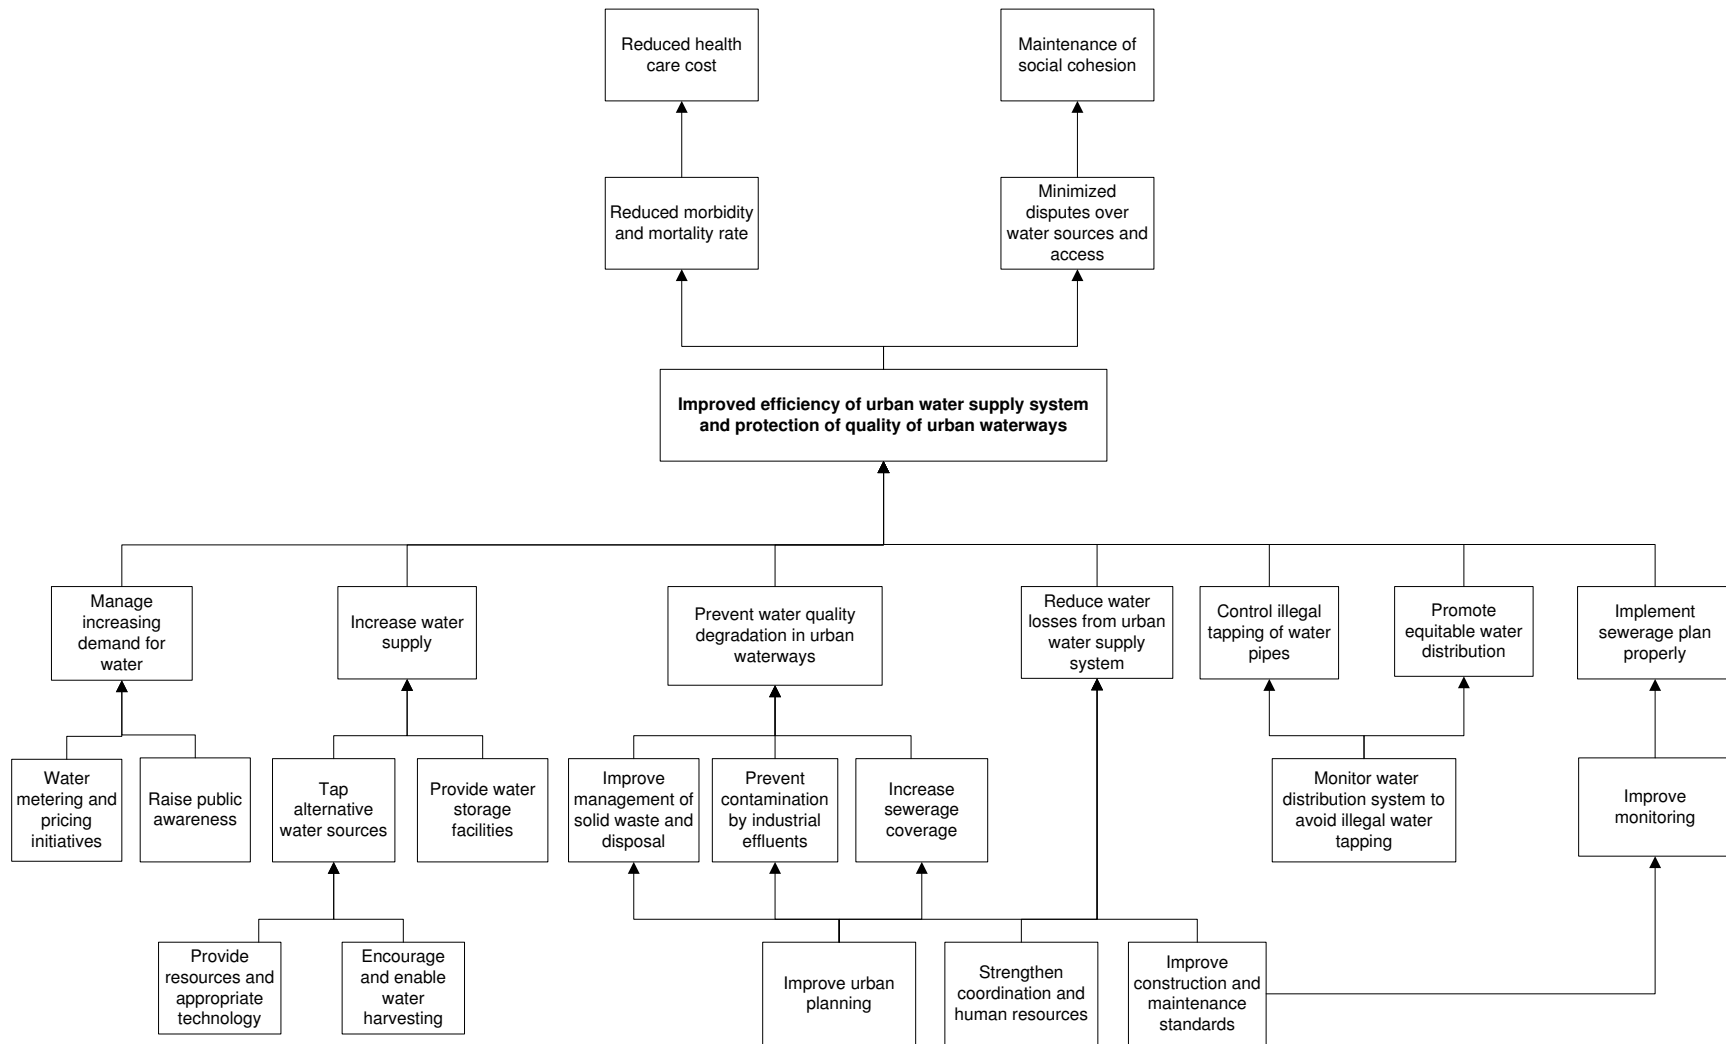 Reduced health
care cost
Maintenance of
social cohesion
Reduced morbidity
and mortality rate
Minimized
disputes over
water sources and
access
Improved efficiency of urban water supply system
and protection of quality of urban waterways
Manage
increasing
demand for
water
Increase water
supply
Prevent water quality
degradation in urban
waterways
Reduce water
losses from urban
water supply
system
Control illegal
tapping of water
pipes
Promote
equitable water
distribution
Implement
sewerage plan
properly
Water
metering and
pricing
initiatives
Raise public
awareness
Tap
alternative
water sources
Provide water
storage
facilities
Improve
management of
solid waste and
disposal
Prevent
contamination
by industrial
effluents
Increase
sewerage
coverage
Monitor water
distribution system to
avoid illegal water
tapping
Improve
monitoring
Provide
resources and
appropriate
technology
Encourage
and enable
water
harvesting
Improve urban
planning
Strengthen
coordination and
human resources
Improve
construction and
maintenance
standards